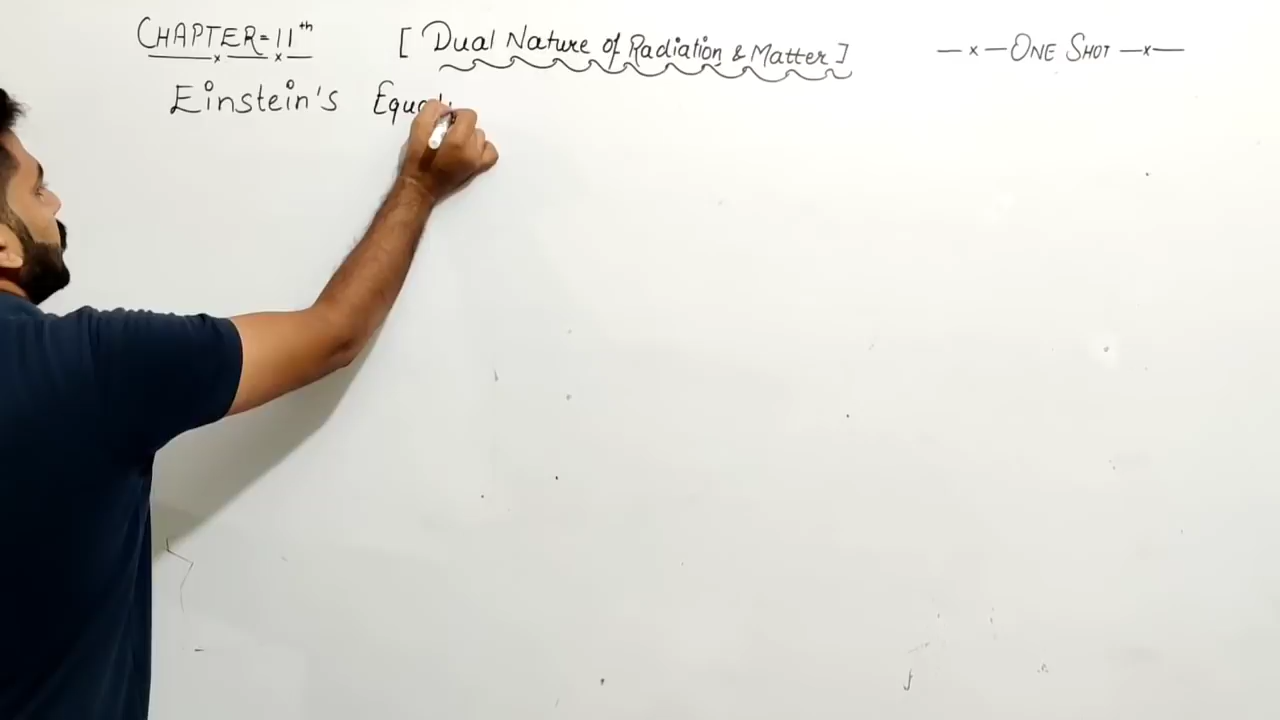 CHAPTER-11th [ Dual Nature of Radiation & Matter ] —x— ONE SHOT —x—
Einstein's